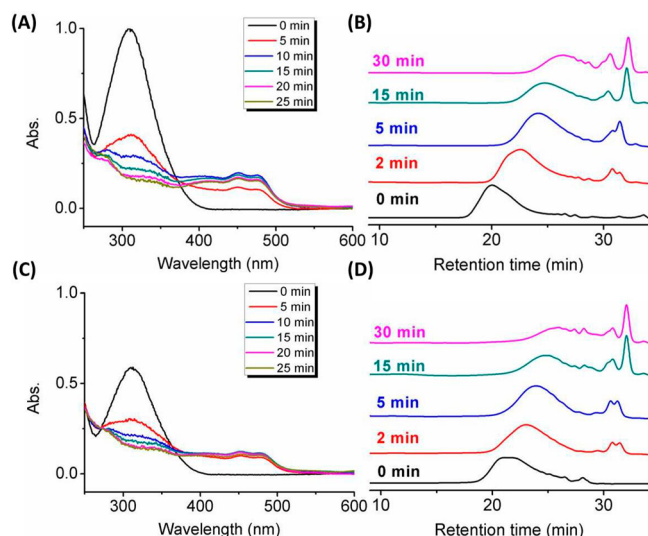 (A)
1.0
0.5
0.0
Abs.
300
400
500
600
Wavelength (nm)
0 min
5 min
10 min
15 min
20 min
25 min
(B)
30 min
15 min
5 min
2 min
0 min
10
20
30
Retention time (min)
(C)
1.0
0.5
0.0
Abs.
300
400
500
600
Wavelength (nm)
0 min
5 min
10 min
15 min
20 min
25 min
(D)
30 min
15 min
5 min
2 min
0 min
10
20
30
Retention time (min)